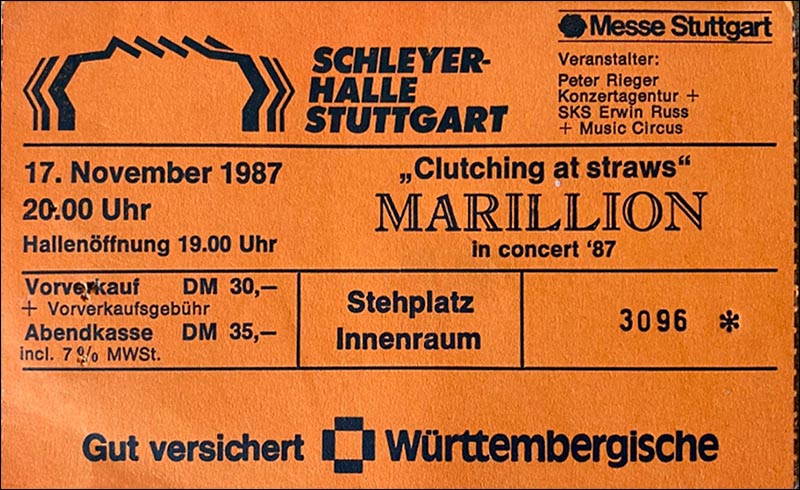 SCHLEYER-
HALLE
STUTTGART
Messe Stuttgart
Veranstalter:
Peter Rieger
Konzertagentur +
SKS Erwin Russ
+ Music Circus
17. November 1987
20.00 Uhr
Hallenöffnung 19.00 Uhr
„Clutching at straws“
MARILLION
in concert '87
Vorverkauf DM 30,—
+ Vorverkaufsgebühr
Abendkasse DM 35,—
incl. 7% MWSt.
Stehplatz
Innenraum
3096 *
Gut versichert Württembergische